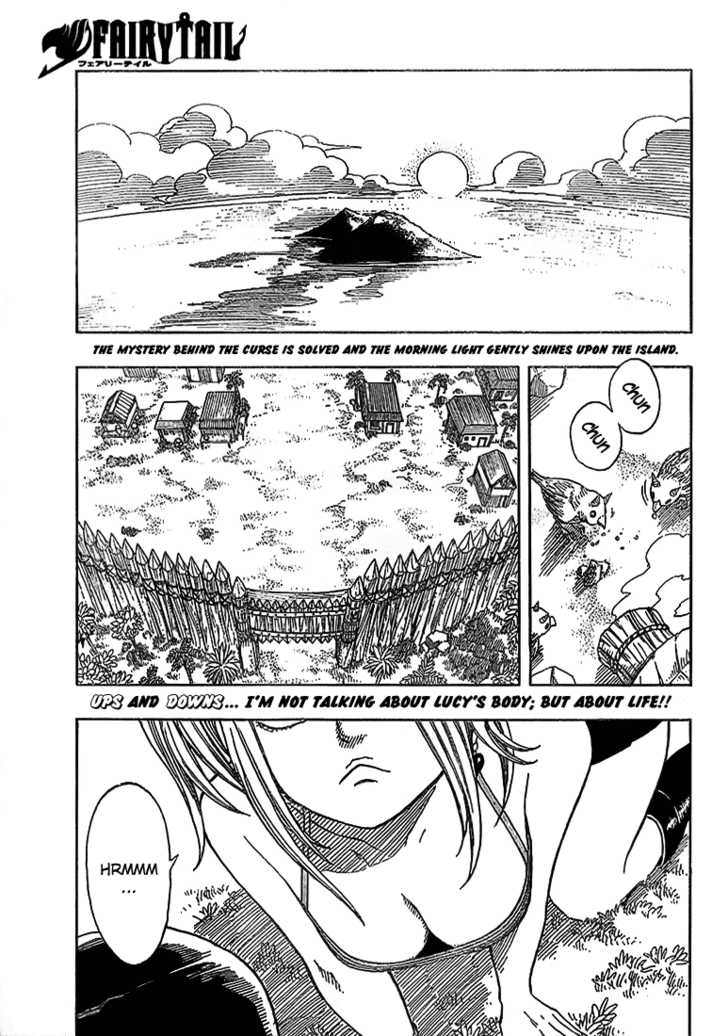 FAIRY TAIL
フェアリーテイル
THE MYSTERY BEHIND THE CURSE IS SOLVED AND THE MORNING LIGHT GENTLY SHINES UPON THE ISLAND.
chun
chun
UPS AND DOWNS... I'M NOT TALKING ABOUT LUCY'S BODY; BUT ABOUT LIFE!!
HRMMM
...